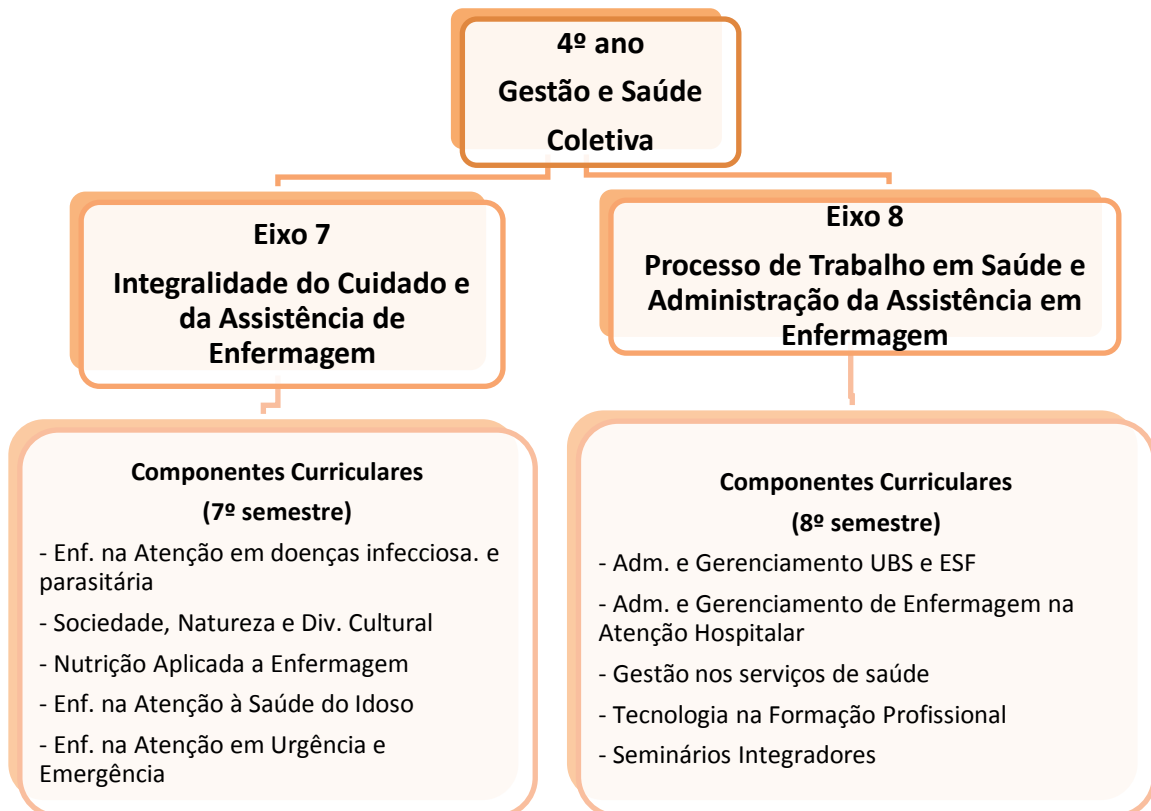 4º ano
Gestão e Saúde
Coletiva
Eixo 7
Integralidade do Cuidado e
da Assistência de
Enfermagem
Eixo 8
Processo de Trabalho em Saúde e
Administração da Assistência em
Enfermagem
Componentes Curriculares
(7º semestre)
- Enf. na Atenção em doenças infecciosa. e
parasitária
- Sociedade, Natureza e Div. Cultural
- Nutrição Aplicada a Enfermagem
- Enf. na Atenção à Saúde do Idoso
- Enf. na Atenção em Urgência e
Emergência
Componentes Curriculares
(8º semestre)
- Adm. e Gerenciamento UBS e ESF
- Adm. e Gerenciamento de Enfermagem na
Atenção Hospitalar
- Gestão nos serviços de saúde
- Tecnologia na Formação Profissional
- Seminários Integradores